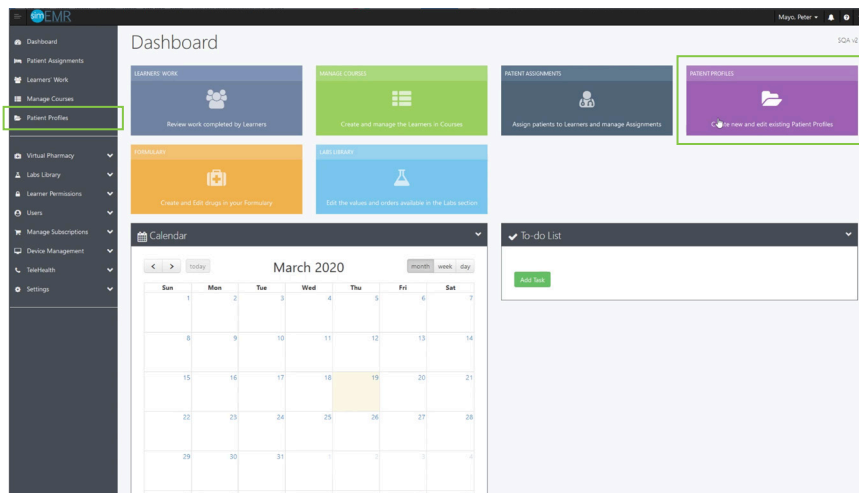 simEMR
Mayo, Peter
Dashboard
Patient Assignments
Learners' Work
Manage Courses
Patient Profiles
Virtual Pharmacy
Labs Library
Learner Permissions
Users
Manage Subscriptions
Device Management
TeleHealth
Settings
Dashboard
SQA v2
LEARNERS' WORK
Review work completed by Learners
MANAGE COURSES
Create and manage the Learners in Courses
PATIENT ASSIGNMENTS
Assign patients to Learners and manage Assignments
PATIENT PROFILES
Create new and edit existing Patient Profiles
FORMULARY
Create and Edit drugs in your Formulary
LABS LIBRARY
Edit the values and orders available in the Labs section
Calendar
today
March 2020
month week day
Sun Mon Tue Wed Thu Fri Sat
1 2 3 4 5 6 7
8 9 10 11 12 13 14
15 16 17 18 19 20 21
22 23 24 25 26 27 28
29 30 31 1 2 3 4
To-do List
Add Task